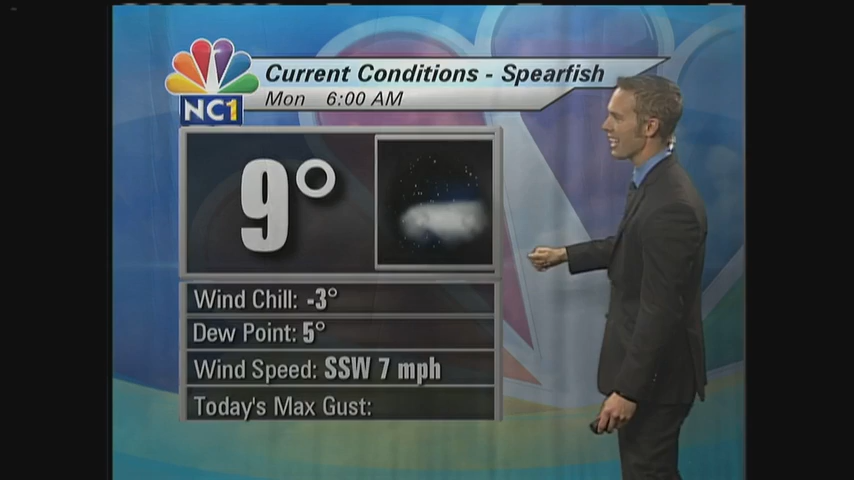 Current Conditions - Spearfish
Mon 6:00 AM
NC1
9°
Wind Chill: -3°
Dew Point: 5°
Wind Speed: SSW 7 mph
Today's Max Gust: